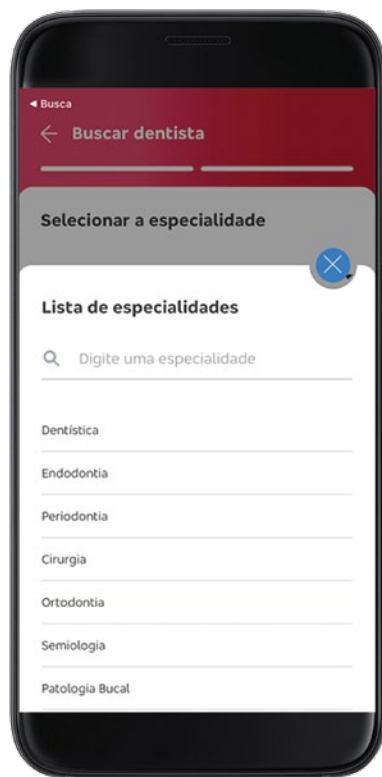 ◄ Busca
← Buscar dentista
Selecionar a especialidade
Lista de especialidades
Digite uma especialidade
Dentística
Endodontia
Periodontia
Cirurgia
Ortodontia
Semiologia
Patologia Bucal